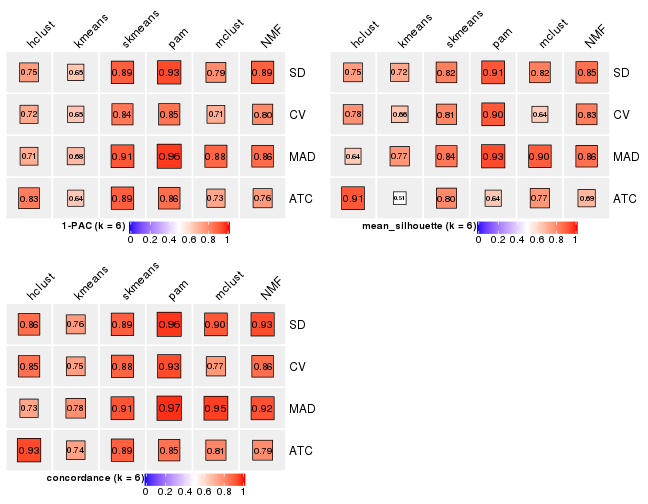 hclust kmeans skmeans pam mclust NMF
0.75 0.65 0.89 0.93 0.79 0.89 SD
0.72 0.65 0.84 0.85 0.71 0.80 CV
0.71 0.68 0.91 0.96 0.88 0.86 MAD
0.83 0.64 0.89 0.86 0.73 0.76 ATC
1-PAC (k = 6)
0 0.2 0.4 0.6 0.8 1
hclust kmeans skmeans pam mclust NMF
0.75 0.72 0.82 0.91 0.82 0.85 SD
0.78 0.66 0.81 0.90 0.64 0.83 CV
0.64 0.77 0.84 0.93 0.90 0.86 MAD
0.91 0.51 0.80 0.64 0.77 0.69 ATC
mean_silhouette (k = 6)
0 0.2 0.4 0.6 0.8 1
hclust kmeans skmeans pam mclust NMF
0.86 0.76 0.89 0.96 0.90 0.93 SD
0.85 0.75 0.88 0.93 0.77 0.86 CV
0.73 0.78 0.91 0.97 0.95 0.92 MAD
0.93 0.74 0.89 0.85 0.81 0.79 ATC
concordance (k = 6)
0 0.2 0.4 0.6 0.8 1